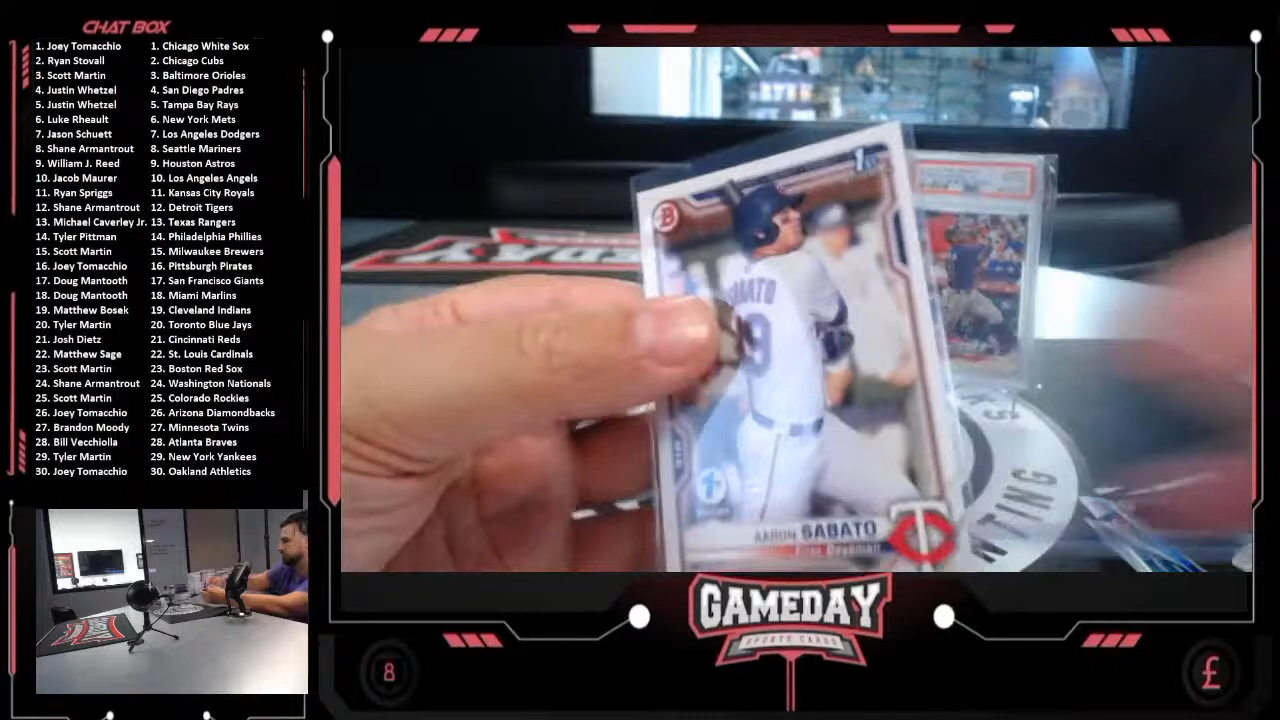 CHAT BOX
1. Joey Tomacchio 1. Chicago White Sox
2. Ryan Stovall 2. Chicago Cubs
3. Scott Martin 3. Baltimore Orioles
4. Justin Whetzel 4. San Diego Padres
5. Justin Whetzel 5. Tampa Bay Rays
6. Luke Rheault 6. New York Mets
7. Jason Schuett 7. Los Angeles Dodgers
8. Shane Armantrout 8. Seattle Mariners
9. William J. Reed 9. Houston Astros
10. Jacob Maurer 10. Los Angeles Angels
11. Ryan Spriggs 11. Kansas City Royals
12. Shane Armantrout 12. Detroit Tigers
13. Michael Caverley Jr. 13. Texas Rangers
14. Tyler Pittman 14. Philadelphia Phillies
15. Scott Martin 15. Milwaukee Brewers
16. Joey Tomacchio 16. Pittsburgh Pirates
17. Doug Mantooth 17. San Francisco Giants
18. Doug Mantooth 18. Miami Marlins
19. Matthew Bosek 19. Cleveland Indians
20. Tyler Martin 20. Toronto Blue Jays
21. Josh Dietz 21. Cincinnati Reds
22. Matthew Sage 22. St. Louis Cardinals
23. Scott Martin 23. Boston Red Sox
24. Shane Armantrout 24. Washington Nationals
25. Scott Martin 25. Colorado Rockies
26. Joey Tomacchio 26. Arizona Diamondbacks
27. Brandon Moody 27. Minnesota Twins
28. Bill Vecchiolla 28. Atlanta Braves
29. Tyler Martin 29. New York Yankees
30. Joey Tomacchio 30. Oakland Athletics
1st
B
9
1st
AARON SABATO
First Baseman
TC
GAMEDAY
SPORTS CARDS
8
£